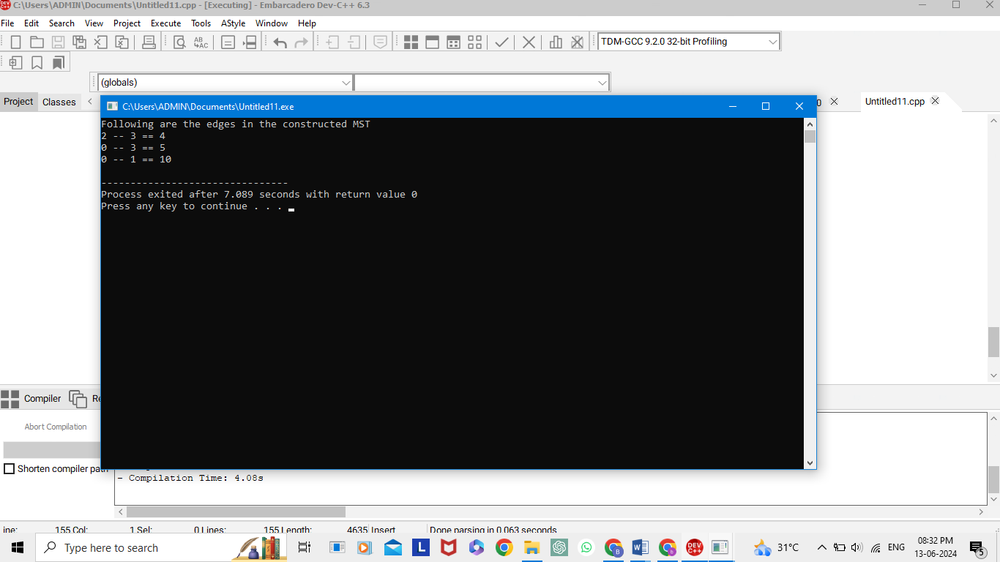 C:\Users\ADMIN\Documents\Untitled11.cpp - [Executing] - Embarcadero Dev-C++ 6.3
File Edit Search View Project Execute Tools AStyle Window Help
TDM-GCC 9.2.0 32-bit Profiling
(globals)
Project Classes
Untitled11.cpp
C:\Users\ADMIN\Documents\Untitled11.exe
Following are the edges in the constructed MST
2 -- 3 == 4
0 -- 3 == 5
0 -- 1 == 10
--------------------------------
Process exited after 7.089 seconds with return value 0
Press any key to continue . . .
Compiler
Abort Compilation
Shorten compiler path
- Compilation Time: 4.08s
155 Col: 1 Sel: 0 Lines: 155 Length: 4635 Insert Done parsing in 0.063 seconds
Type here to search
31°C ENG 08:32 PM
13-06-2024
5